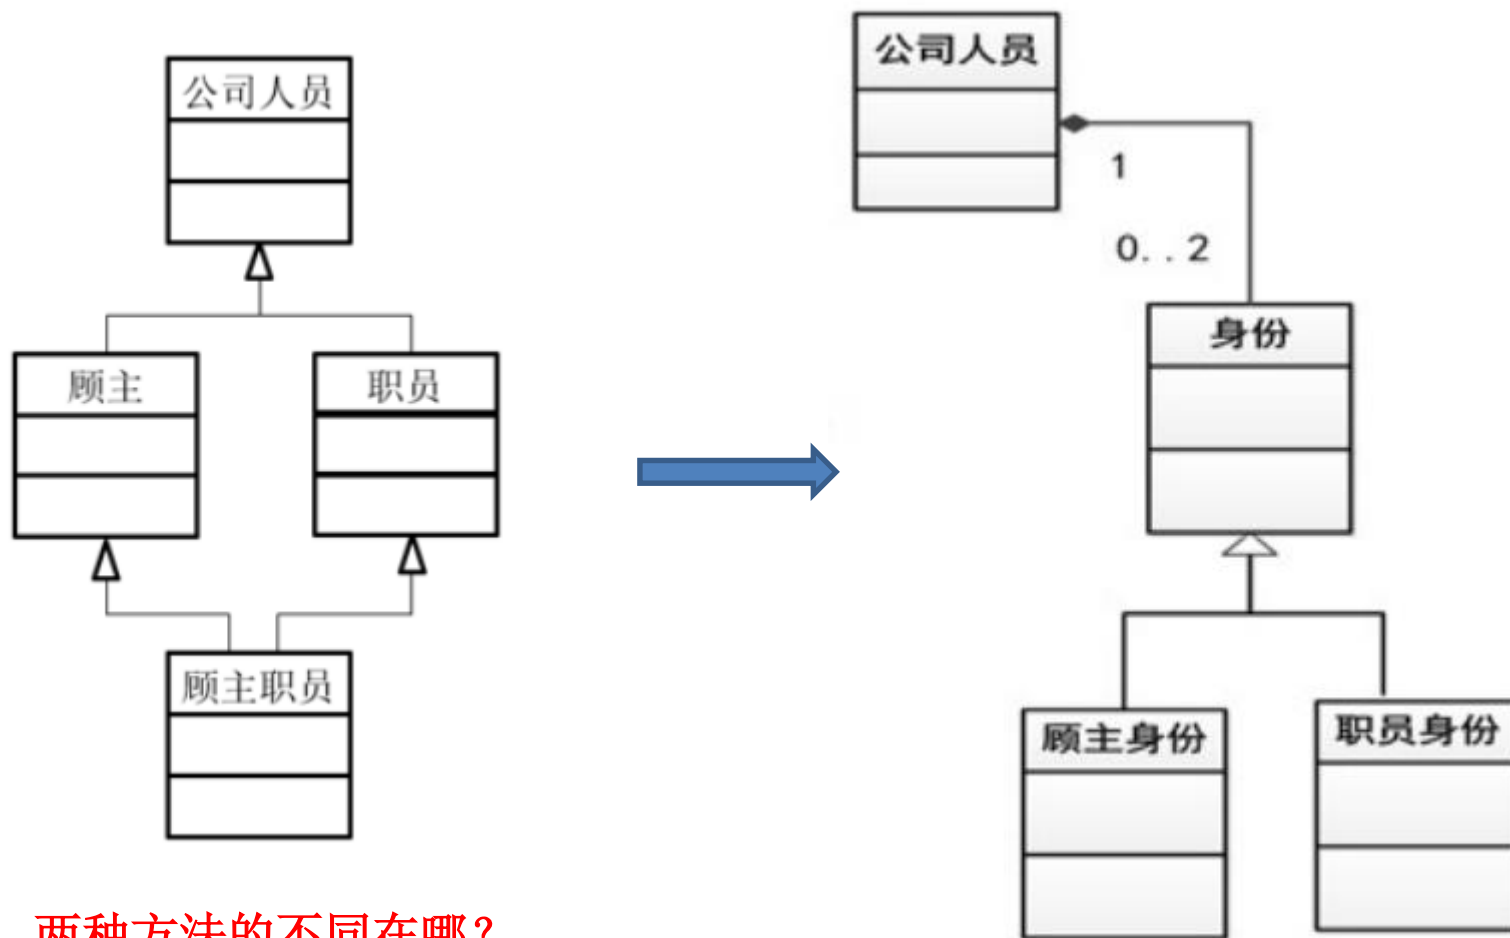 公司人员
顾主
职员
顾主职员
公司人员
1
0..2
身份
顾主身份
职员身份
两种方法的不同在哪?